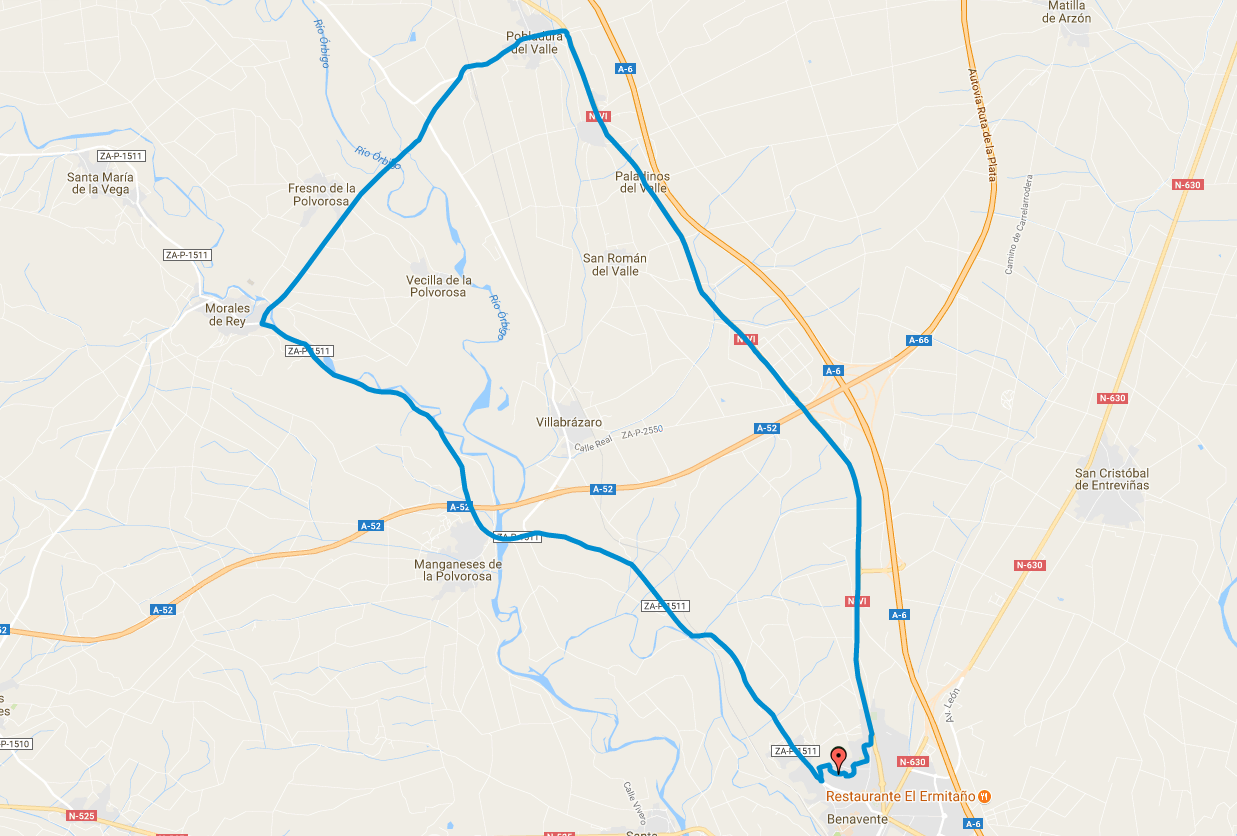 Matilla
de Arzón
Río Órbigo
Pobladura
del Valle
A-6
N-VI
Autovía Ruta de la Plata
ZA-P-1511
Río Órbigo
Santa María
de la Vega
Fresno de la
Polvorosa
Paladinos
del Valle
N-630
Camino de Carrelarrodera
ZA-P-1511
San Román
del Valle
Vecilla de la
Polvorosa
Morales
de Rey
Río Órbigo
ZA-P-1511
N-VI
A-66
A-6
N-630
Villabrázaro
Calle Real
ZA-P-2550
A-52
San Cristóbal
de Entreviñas
A-52
A-52
A-52
ZA-P-1511
Manganeses de
la Polvorosa
N-630
A-52
ZA-P-1511
N-VI
A-6
52
s
es
Av. León
ZA-P-1510
ZA-P-1511
N-630
Restaurante El Ermitaño
Calle Vivero
N-525
Benavente
A-6
N-525
Santa